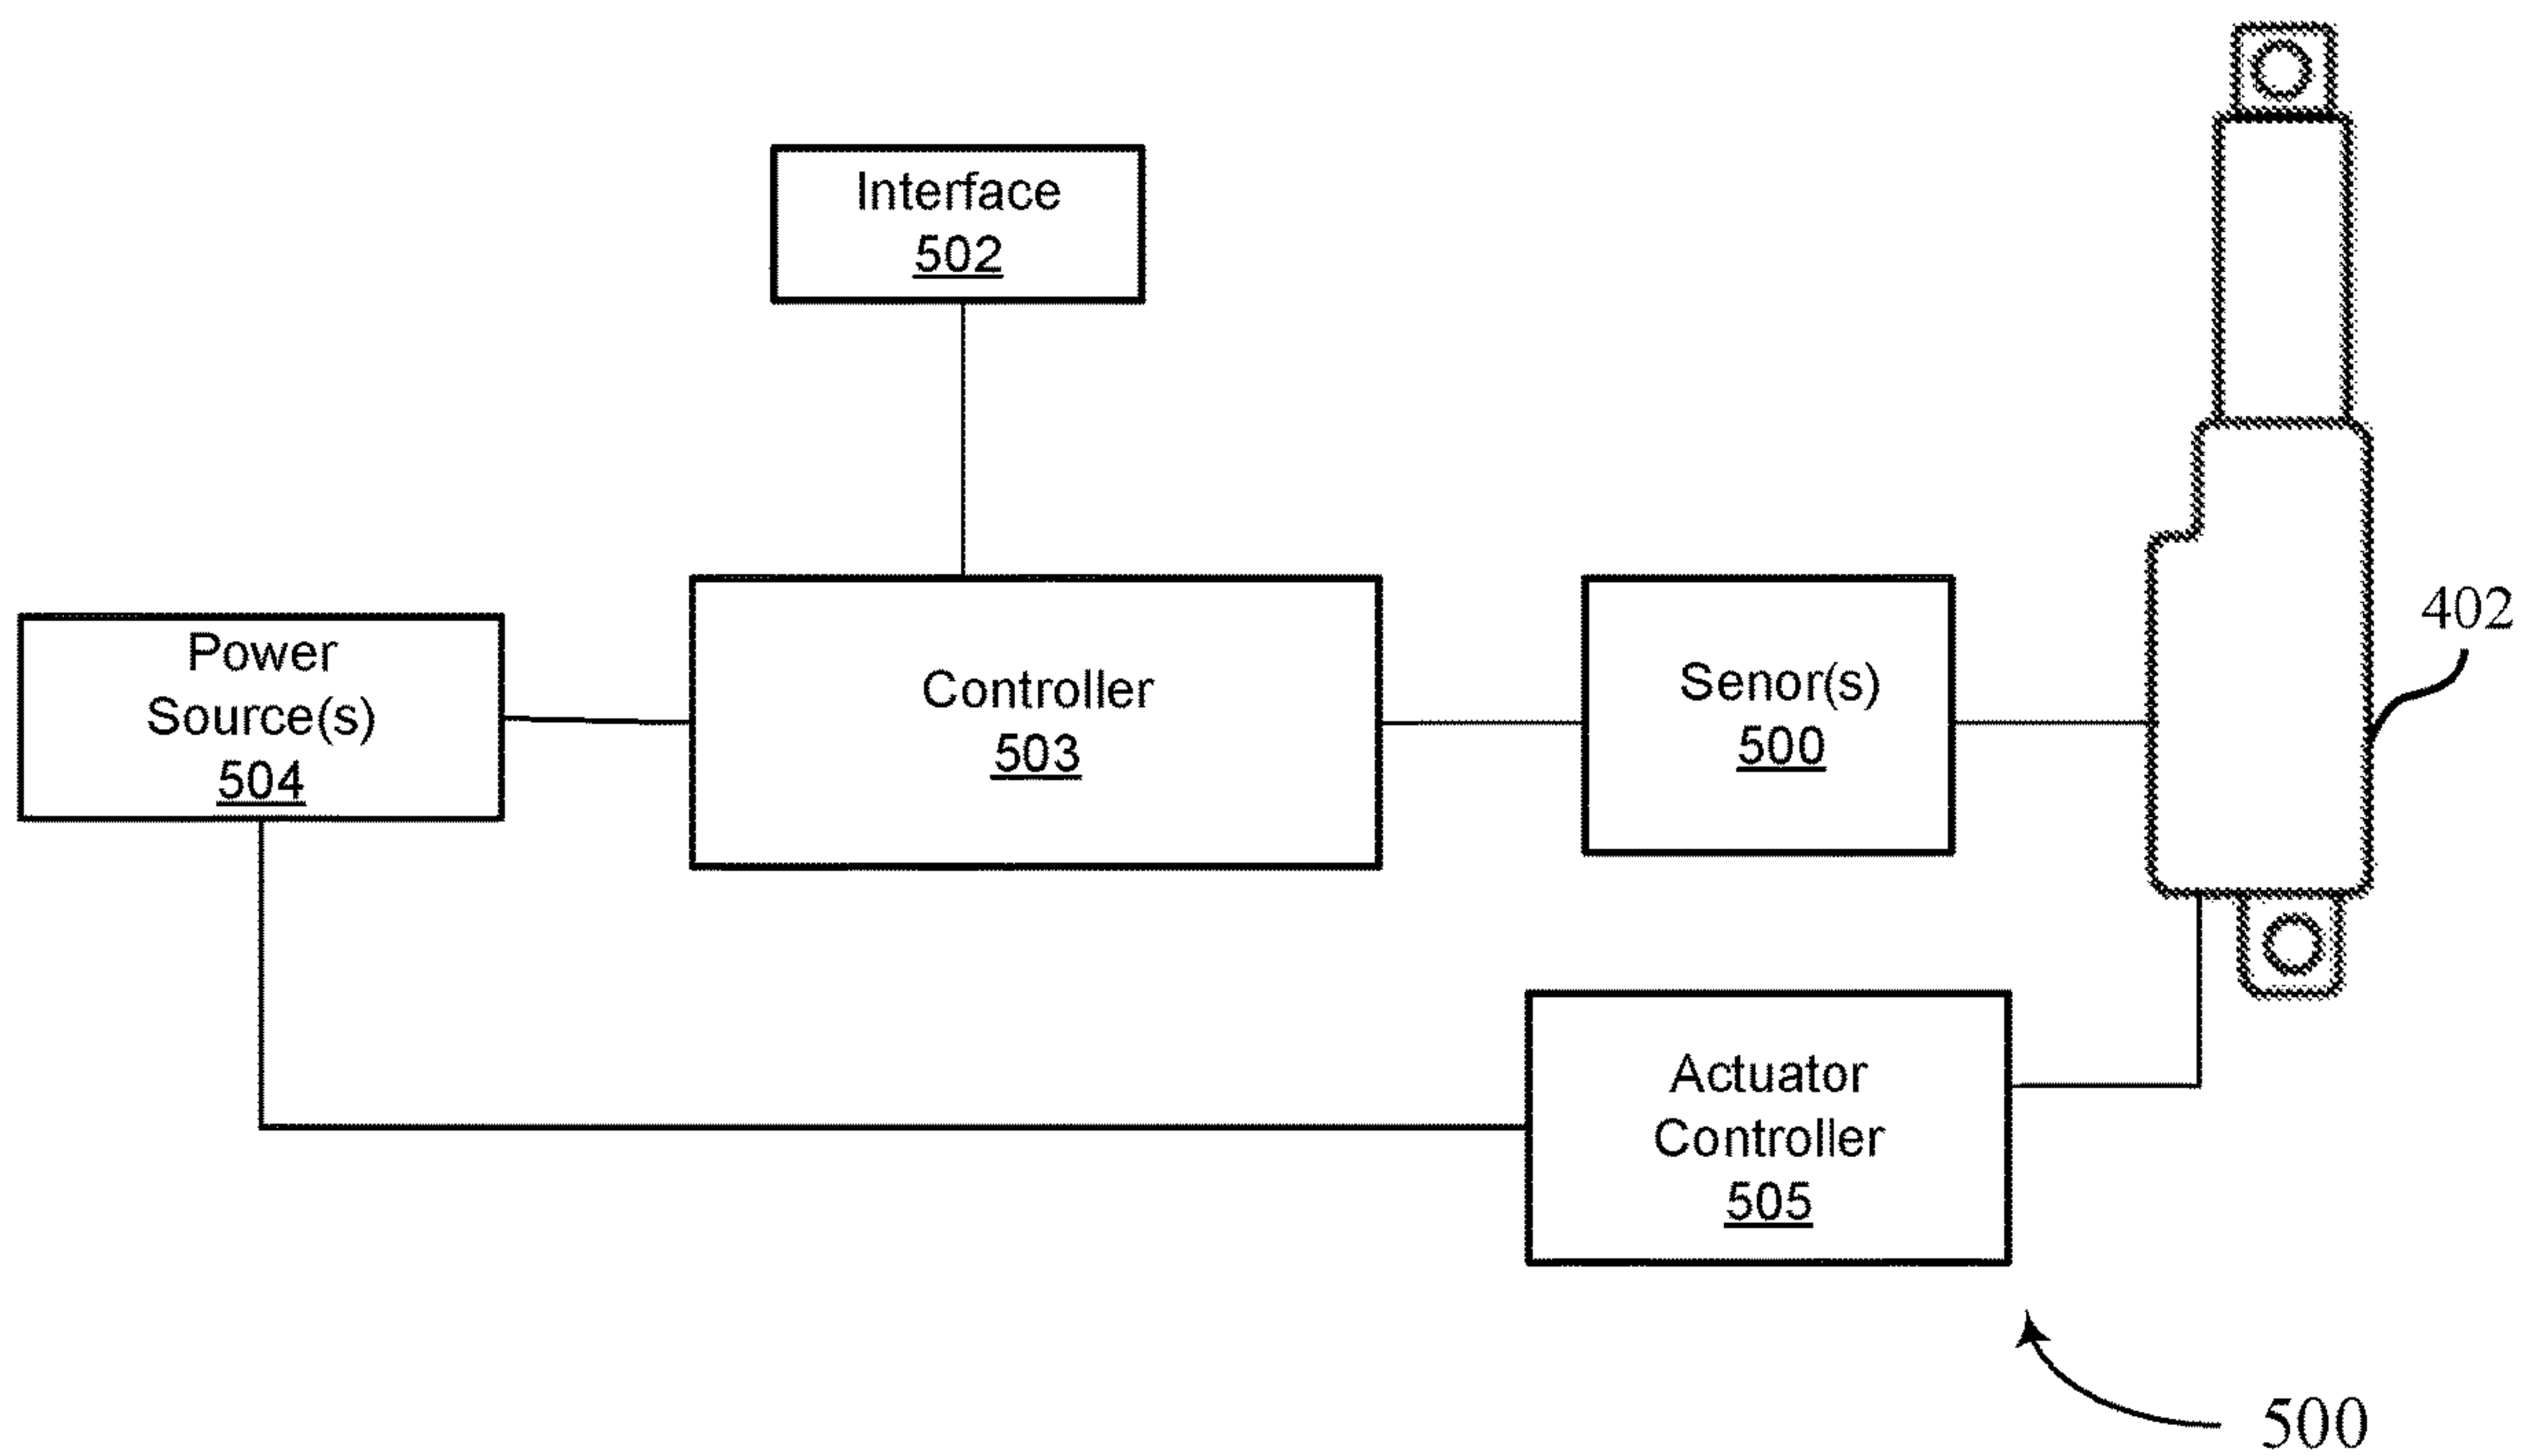 Interface
502
Power
Source(s)
504
Controller
503
Senor(s)
500
402
Actuator
Controller
505
500